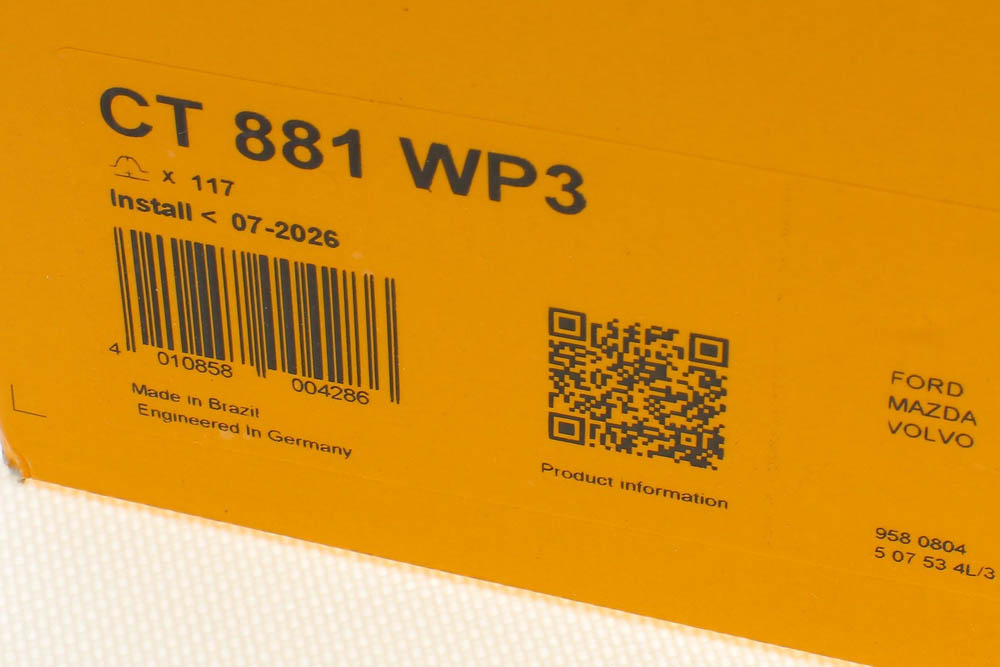 CT 881 WP3
x 117
Install < 07-2026
4 010858 004286
Made in Brazil
Engineered in Germany
Product information
FORD
MAZDA
VOLVO
958 0804
5 07 53 4L/3